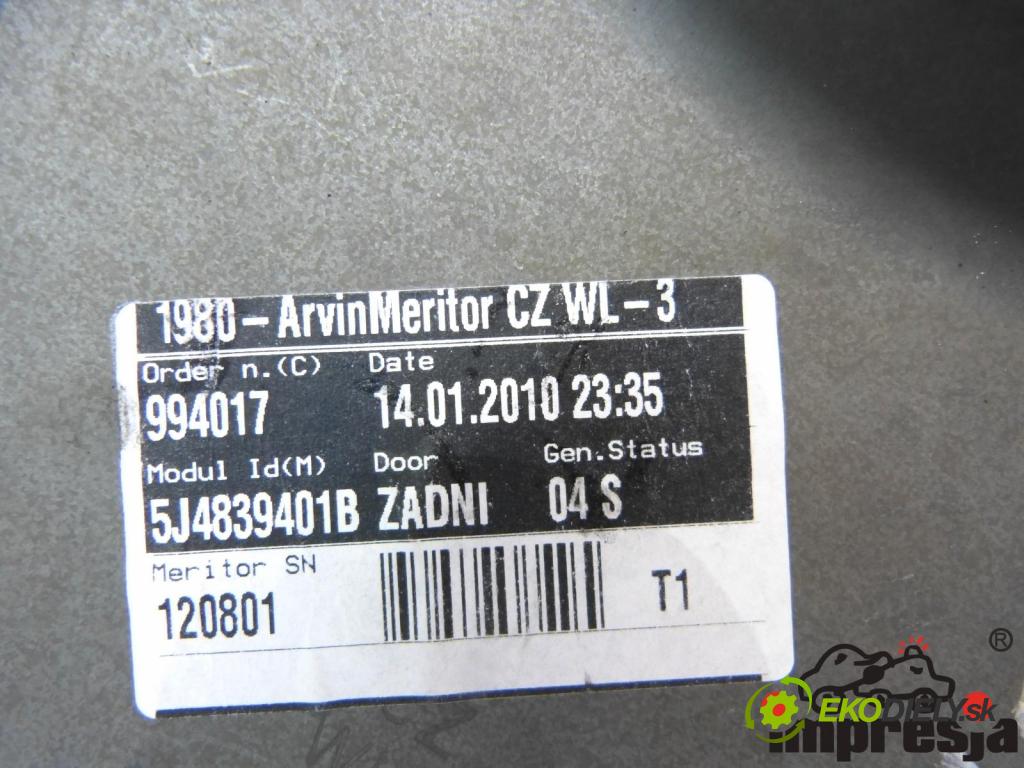 1980-ArvinMeritor CZ WL-3
Order n.(C) Date
994017 14.01.2010 23:35
Modul Id(M) Door Gen.Status
5J4839401B ZADNI 04 S
Meritor SN
120801 T1
®
EKODIELY.sk
impresja